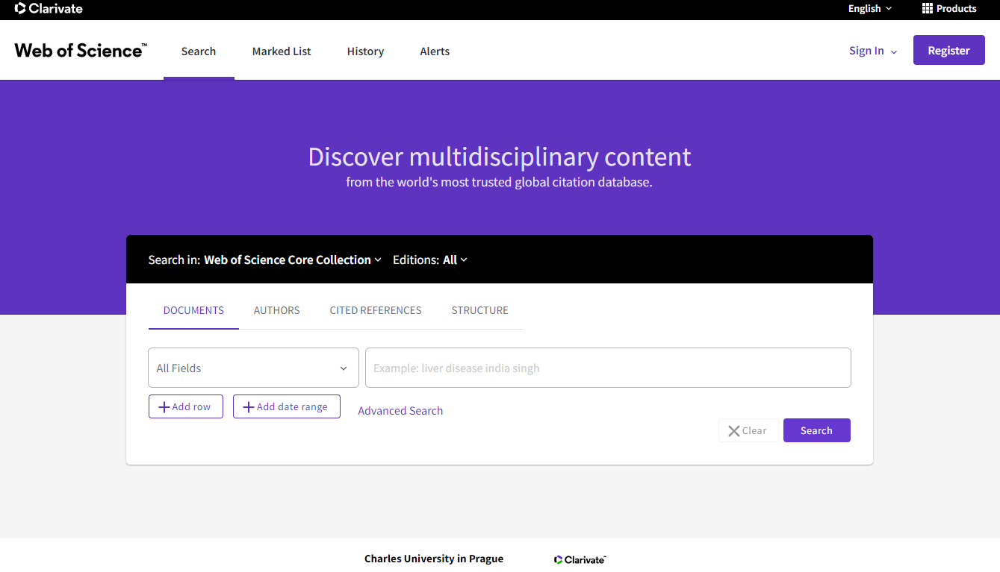 Clarivate English Products
Web of Science™ Search Marked List History Alerts Sign In Register
Discover multidisciplinary content
from the world's most trusted global citation database.
Search in: Web of Science Core Collection Editions: All
DOCUMENTS AUTHORS CITED REFERENCES STRUCTURE
All Fields Example: liver disease india singh
+ Add row + Add date range Advanced Search
Clear Search
Charles University in Prague Clarivate™